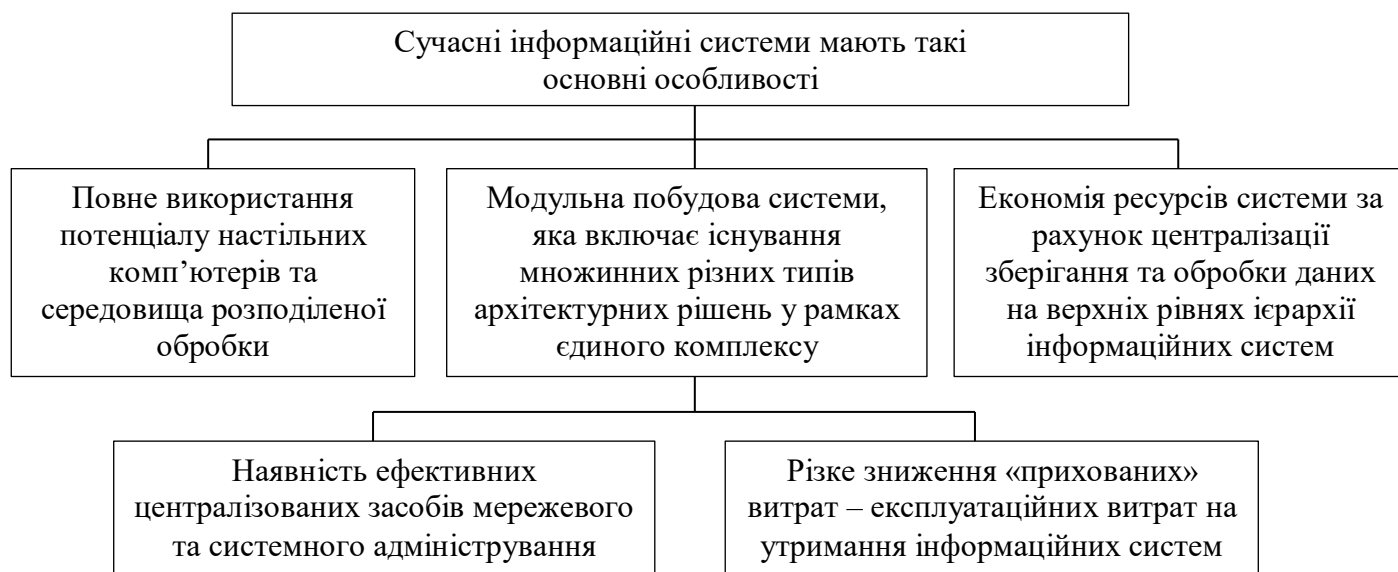 Сучасні інформаційні системи мають такі
основні особливості
Повне використання
потенціалу настільних
комп’ютерів та
середовища розподіленої
обробки
Модульна побудова системи,
яка включає існування
множинних різних типів
архітектурних рішень у рамках
єдиного комплексу
Економія ресурсів системи за
рахунок централізації
зберігання та обробки даних
на верхніх рівнях ієрархії
інформаційних систем
Наявність ефективних
централізованих засобів мережевого
та системного адміністрування
Різке зниження «прихованих»
витрат – експлуатаційних витрат на
утримання інформаційних систем